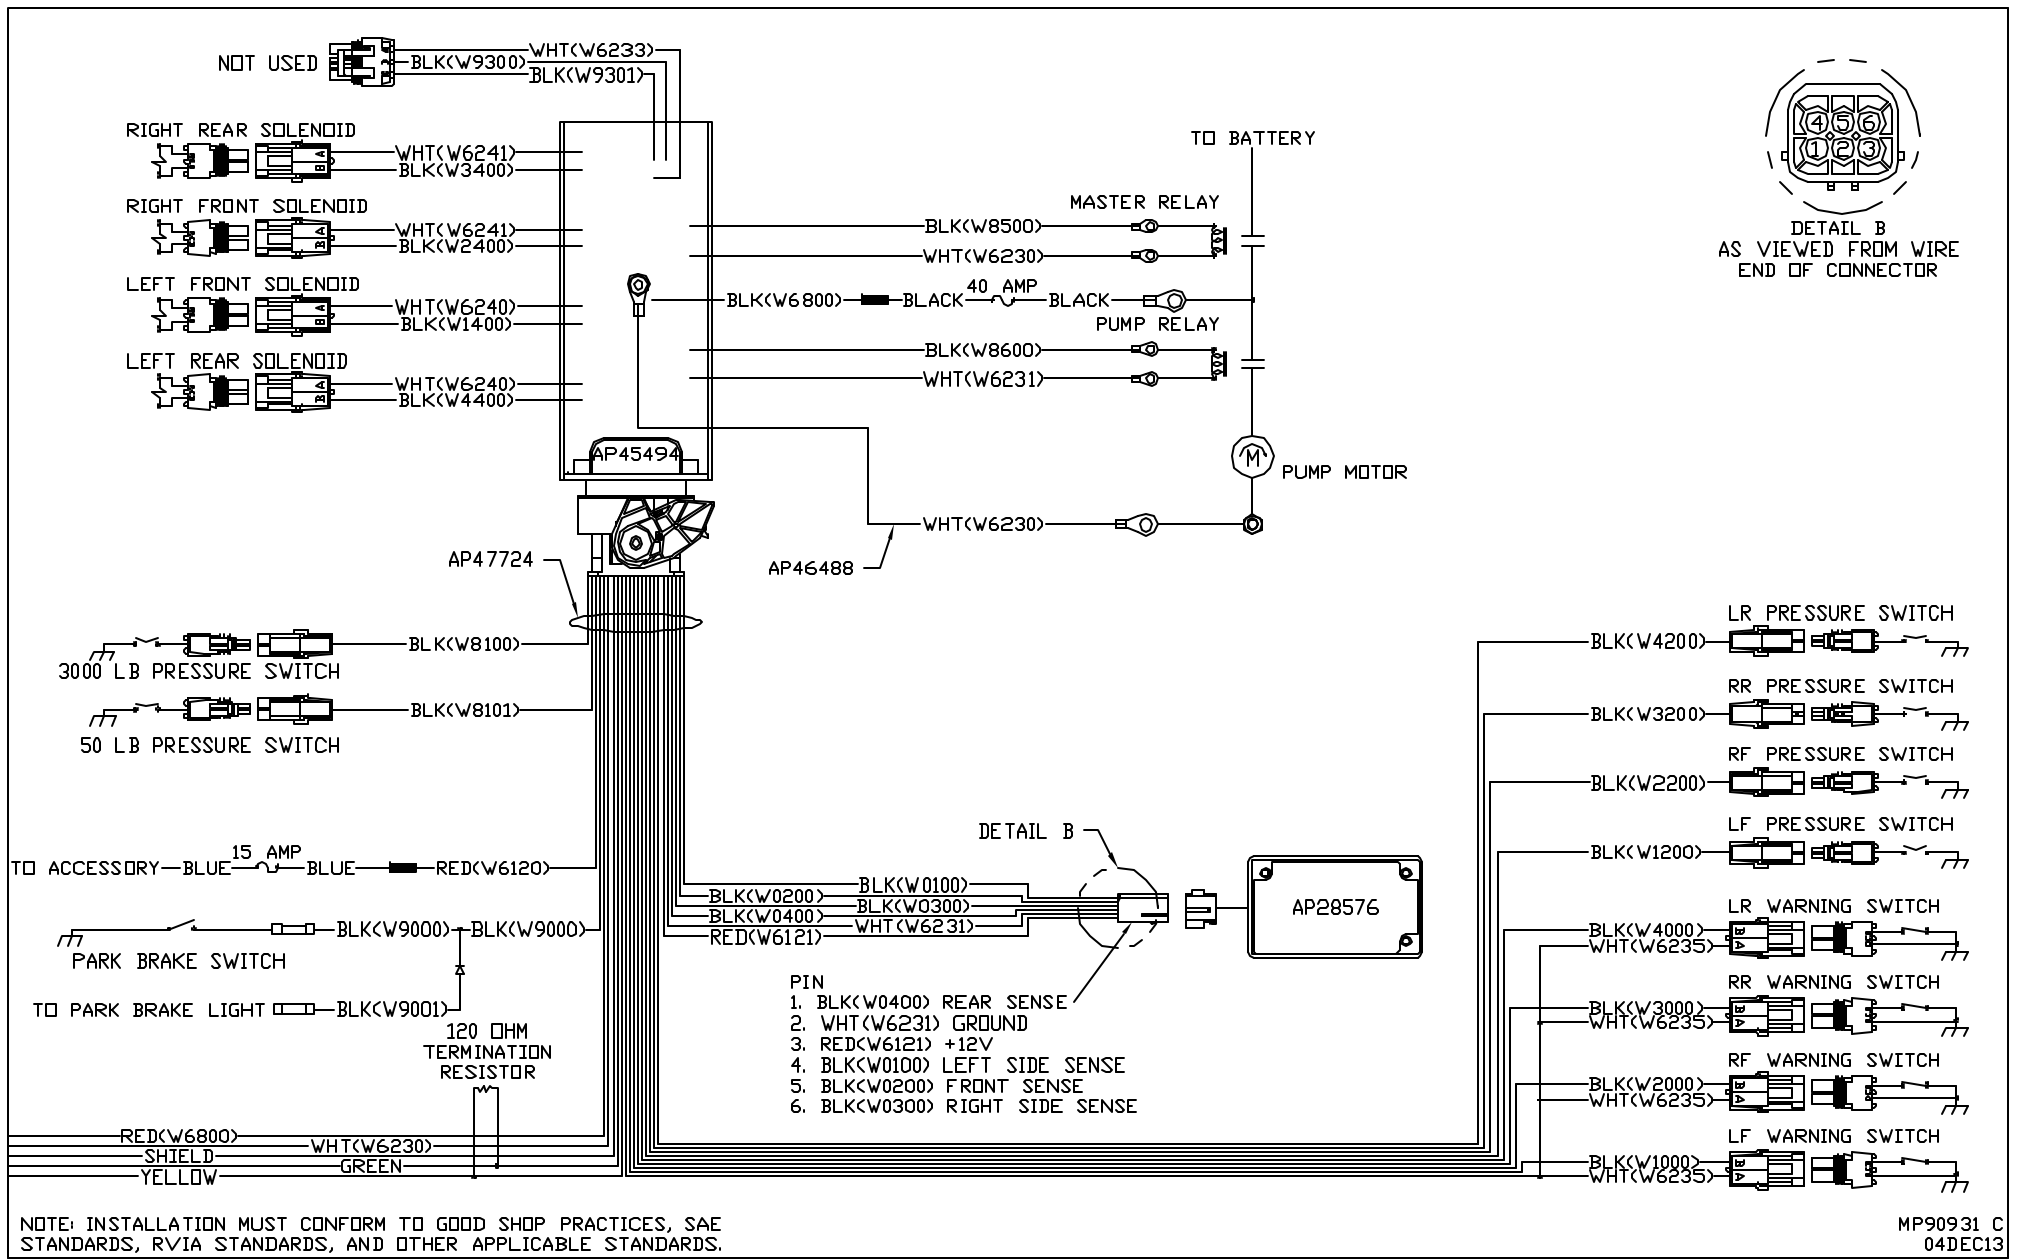 NOT USED
WHT(W6233)
BLK(W9300)
BLK(W9301)
RIGHT REAR SOLENOID
WHT(W6241)
BLK(W3400)
A
B
RIGHT FRONT SOLENOID
WHT(W6241)
BLK(W2400)
A
B
LEFT FRONT SOLENOID
WHT(W6240)
BLK(W1400)
A
B
LEFT REAR SOLENOID
WHT(W6240)
BLK(W4400)
A
B
TO BATTERY
MASTER RELAY
BLK(W8500)
WHT(W6230)
BLK(W6800)
BLACK
40 AMP
BLACK
PUMP RELAY
BLK(W8600)
WHT(W6231)
M
PUMP MOTOR
WHT(W6230)
AP46488
AP45494
AP47724
4 5 6
1 2 3
DETAIL B
AS VIEWED FROM WIRE
END OF CONNECTOR
BLK(W8100)
3000 LB PRESSURE SWITCH
BLK(W8101)
50 LB PRESSURE SWITCH
TO ACCESSORY
BLUE
15 AMP
BLUE
RED(W6120)
BLK(W9000)
BLK(W9000)
PARK BRAKE SWITCH
TO PARK BRAKE LIGHT
BLK(W9001)
120 OHM
TERMINATION
RESISTOR
RED(W6800)
WHT(W6230)
SHIELD
GREEN
YELLOW
DETAIL B
BLK(W0100)
BLK(W0200)
BLK(W0300)
BLK(W0400)
WHT(W6231)
RED(W6121)
AP28576
PIN
1. BLK(W0400) REAR SENSE
2. WHT(W6231) GROUND
3. RED(W6121) +12V
4. BLK(W0100) LEFT SIDE SENSE
5. BLK(W0200) FRONT SENSE
6. BLK(W0300) RIGHT SIDE SENSE
LR PRESSURE SWITCH
BLK(W4200)
RR PRESSURE SWITCH
BLK(W3200)
RF PRESSURE SWITCH
BLK(W2200)
LF PRESSURE SWITCH
BLK(W1200)
LR WARNING SWITCH
BLK(W4000)
WHT(W6235)
B
A
RR WARNING SWITCH
BLK(W3000)
WHT(W6235)
B
A
RF WARNING SWITCH
BLK(W2000)
WHT(W6235)
B
A
LF WARNING SWITCH
BLK(W1000)
WHT(W6235)
B
A
NOTE: INSTALLATION MUST CONFORM TO GOOD SHOP PRACTICES, SAE
STANDARDS, RVIA STANDARDS, AND OTHER APPLICABLE STANDARDS.
MP90931 C
04DEC13